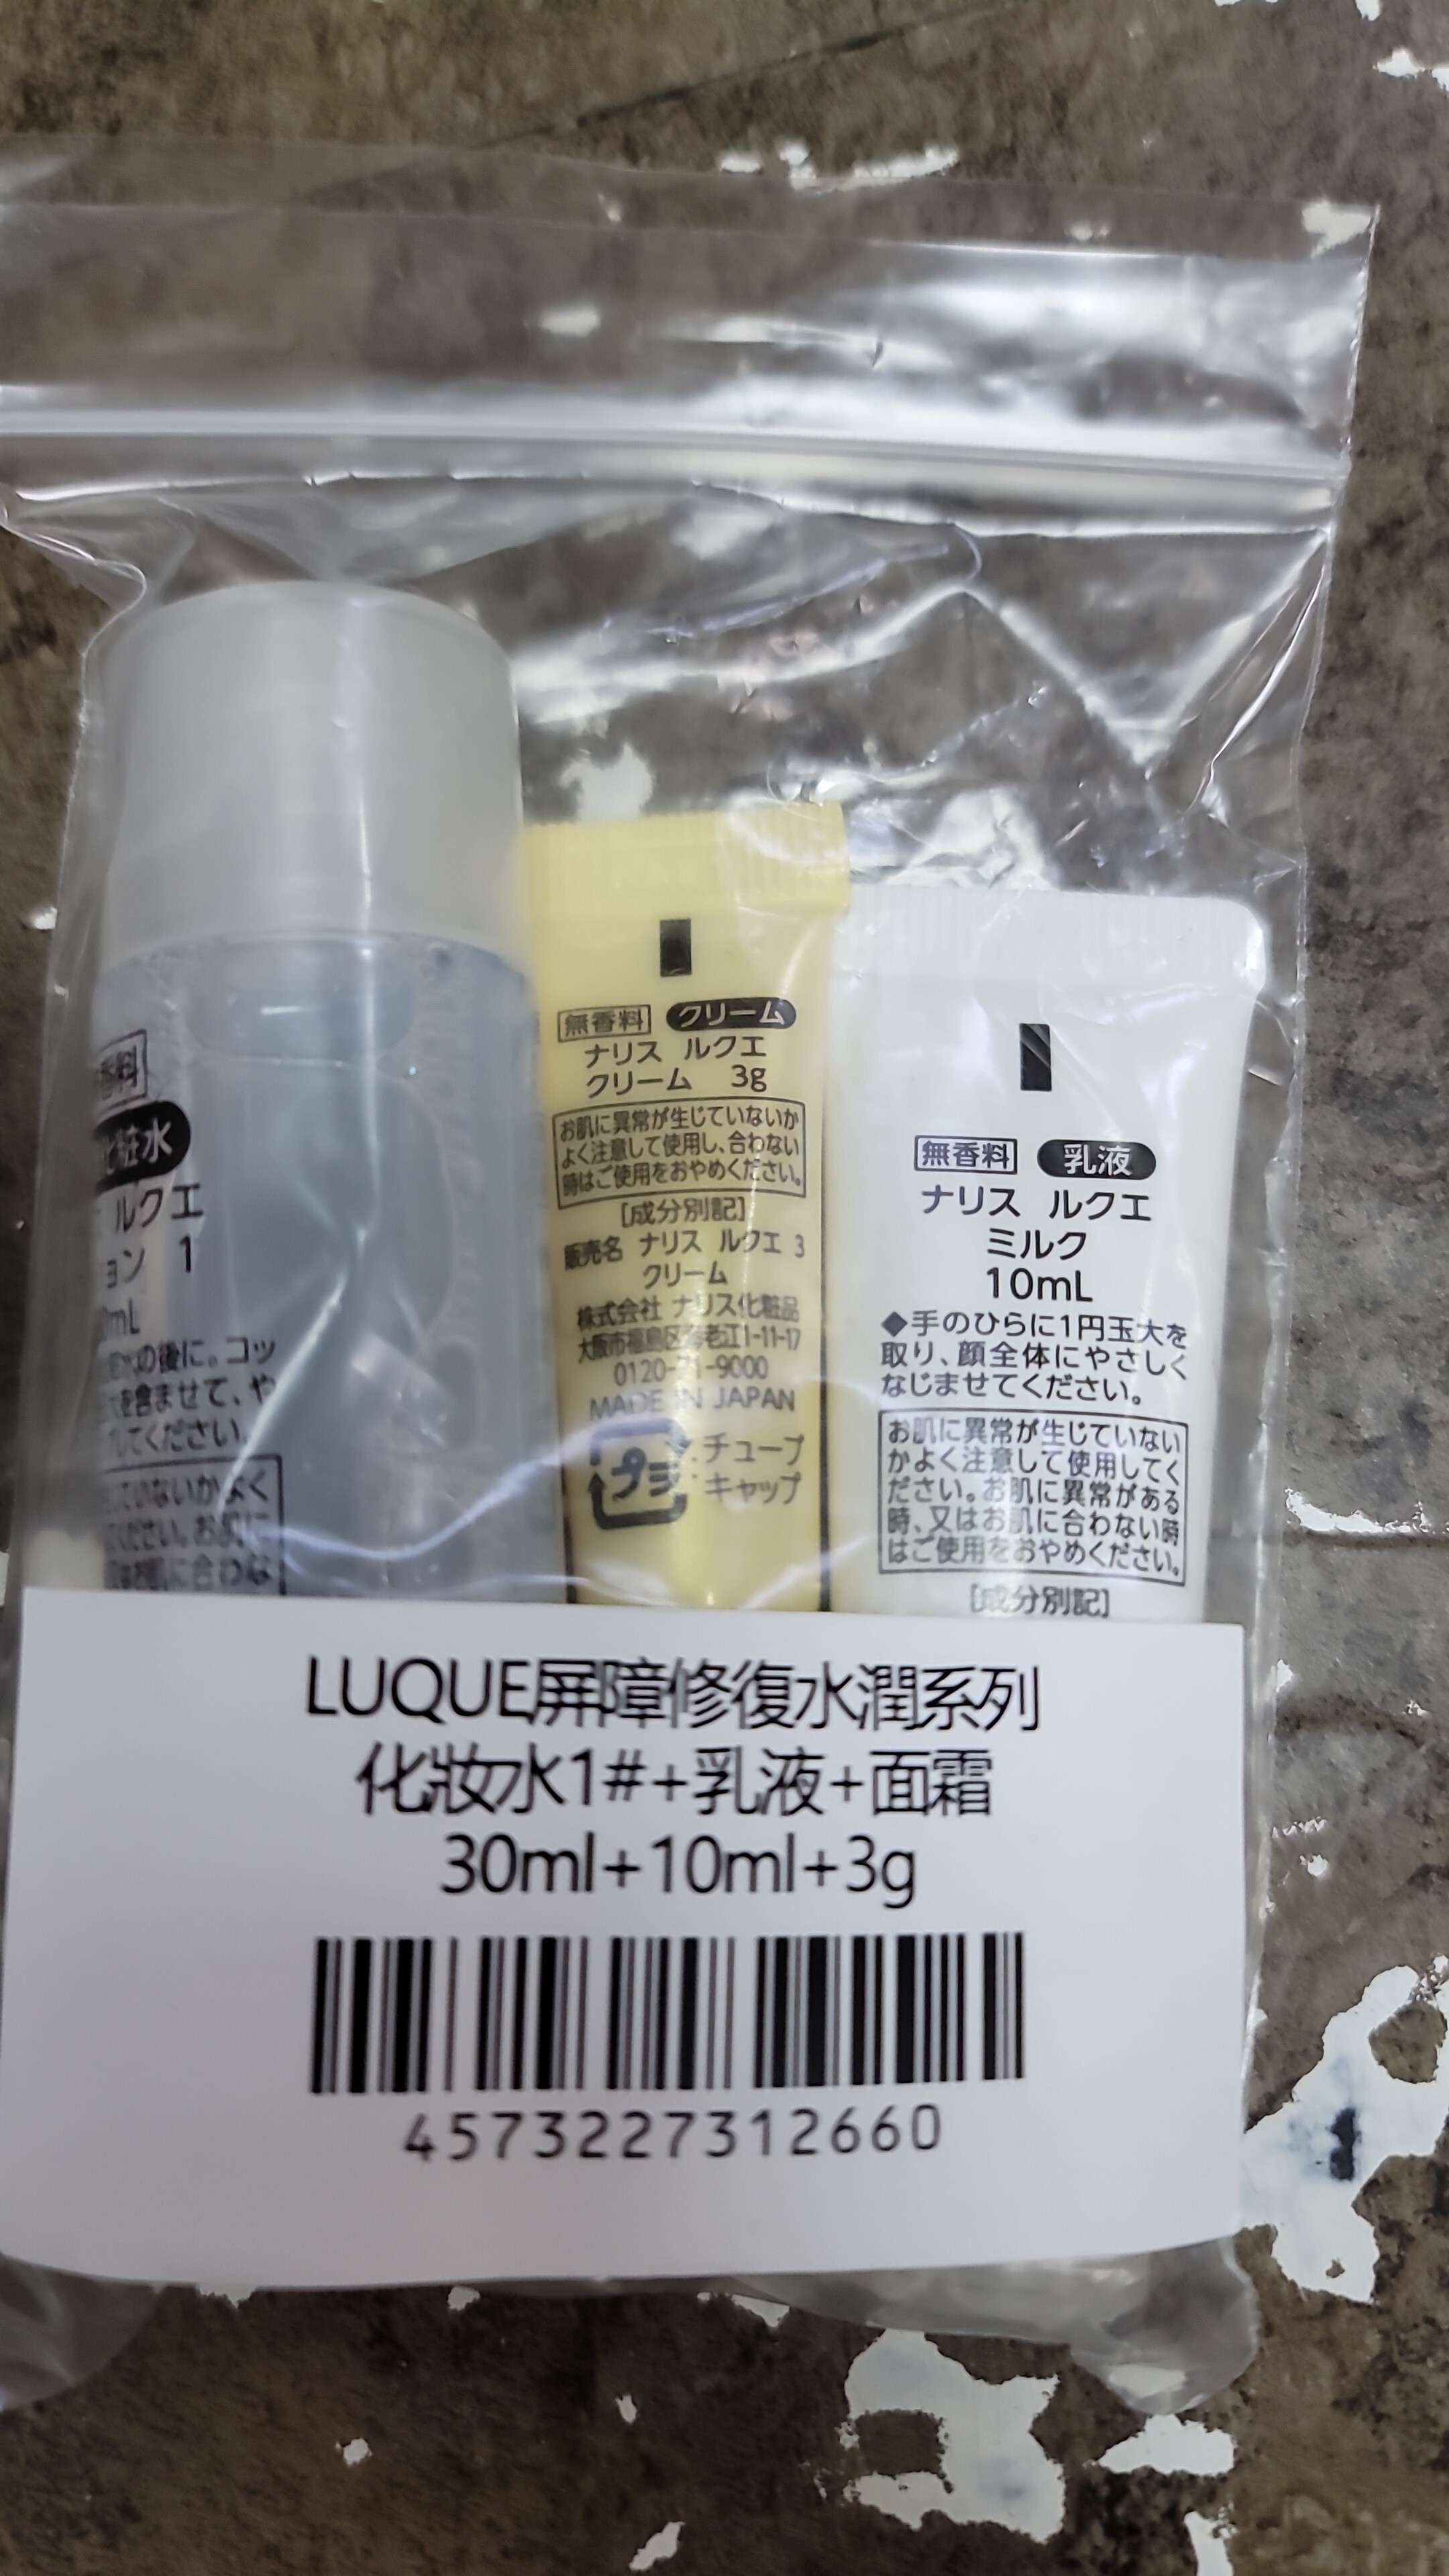 香料
化粧水
ルクエ
ョン 1
mL
の後に。コッ
を含ませて、や
してください。
していないかよく
ください。お肌に
に合わな
無香料 クリーム
ナリス ルクエ
クリーム 3g
お肌に異常が生じていないか
よく注意して使用し、合わない
時はご使用をおやめください。
[成分別記]
販売名 ナリス ルクエ 3
クリーム
株式会社 ナリス化粧品
大阪市福島区海老江1-11-17
0120-71-9000
MADE IN JAPAN
プラ
:チューブ
:キャップ
無香料 乳液
ナリス ルクエ
ミルク
10mL
◆手のひらに1円玉大を
取り、顔全体にやさしく
なじませてください。
お肌に異常が生じていない
かよく注意して使用してく
ださい。お肌に異常がある
時、又はお肌に合わない時
はご使用をおやめください。
[成分別記]
LUQUE屏障修復水潤系列
化妝水1#+乳液+面霜
30ml+10ml+3g
4573227312660